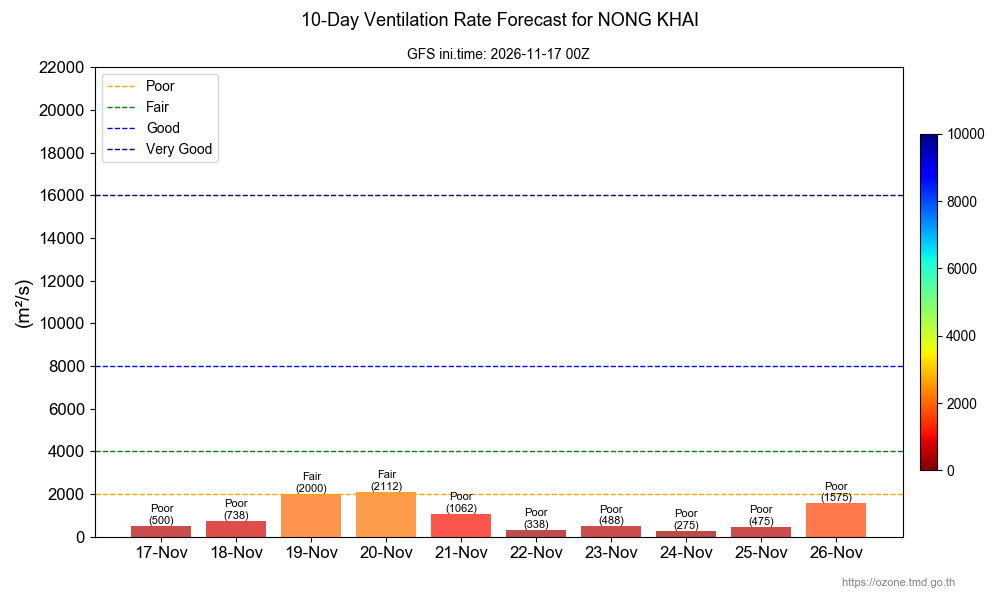 10-Day Ventilation Rate Forecast for NONG KHAI
GFS ini.time: 2026-11-17 00Z
(m²/s)
22000
20000
18000
16000
14000
12000
10000
8000
6000
4000
2000
0
Poor
Fair
Good
Very Good
Poor
(500)
Poor
(738)
Fair
(2000)
Fair
(2112)
Poor
(1062)
Poor
(338)
Poor
(488)
Poor
(275)
Poor
(475)
Poor
(1575)
17-Nov 18-Nov 19-Nov 20-Nov 21-Nov 22-Nov 23-Nov 24-Nov 25-Nov 26-Nov
10000
8000
6000
4000
2000
0
https://ozone.tmd.go.th